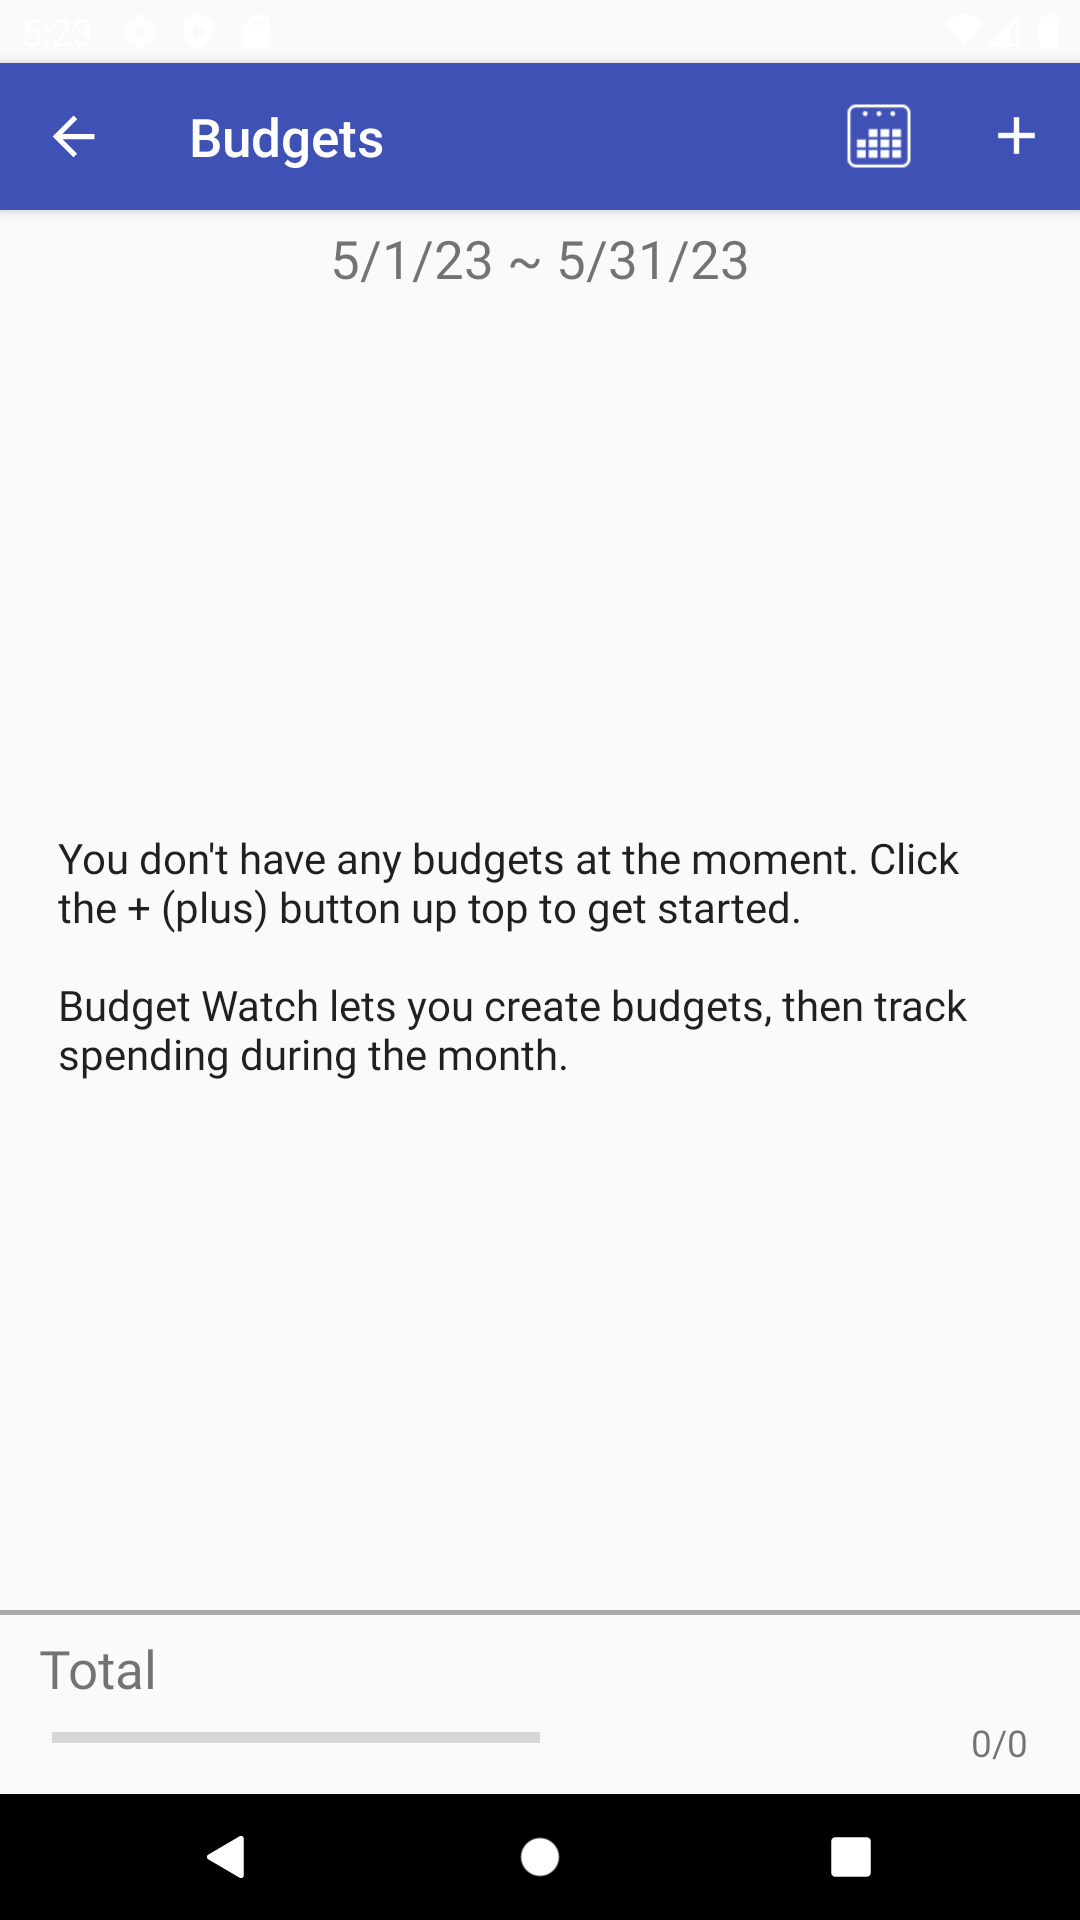 5:23
Budgets
5/1/23 ~ 5/31/23
You don't have any budgets at the moment. Click
the + (plus) button up top to get started.
Budget Watch lets you create budgets, then track
spending during the month.
Total
0/0